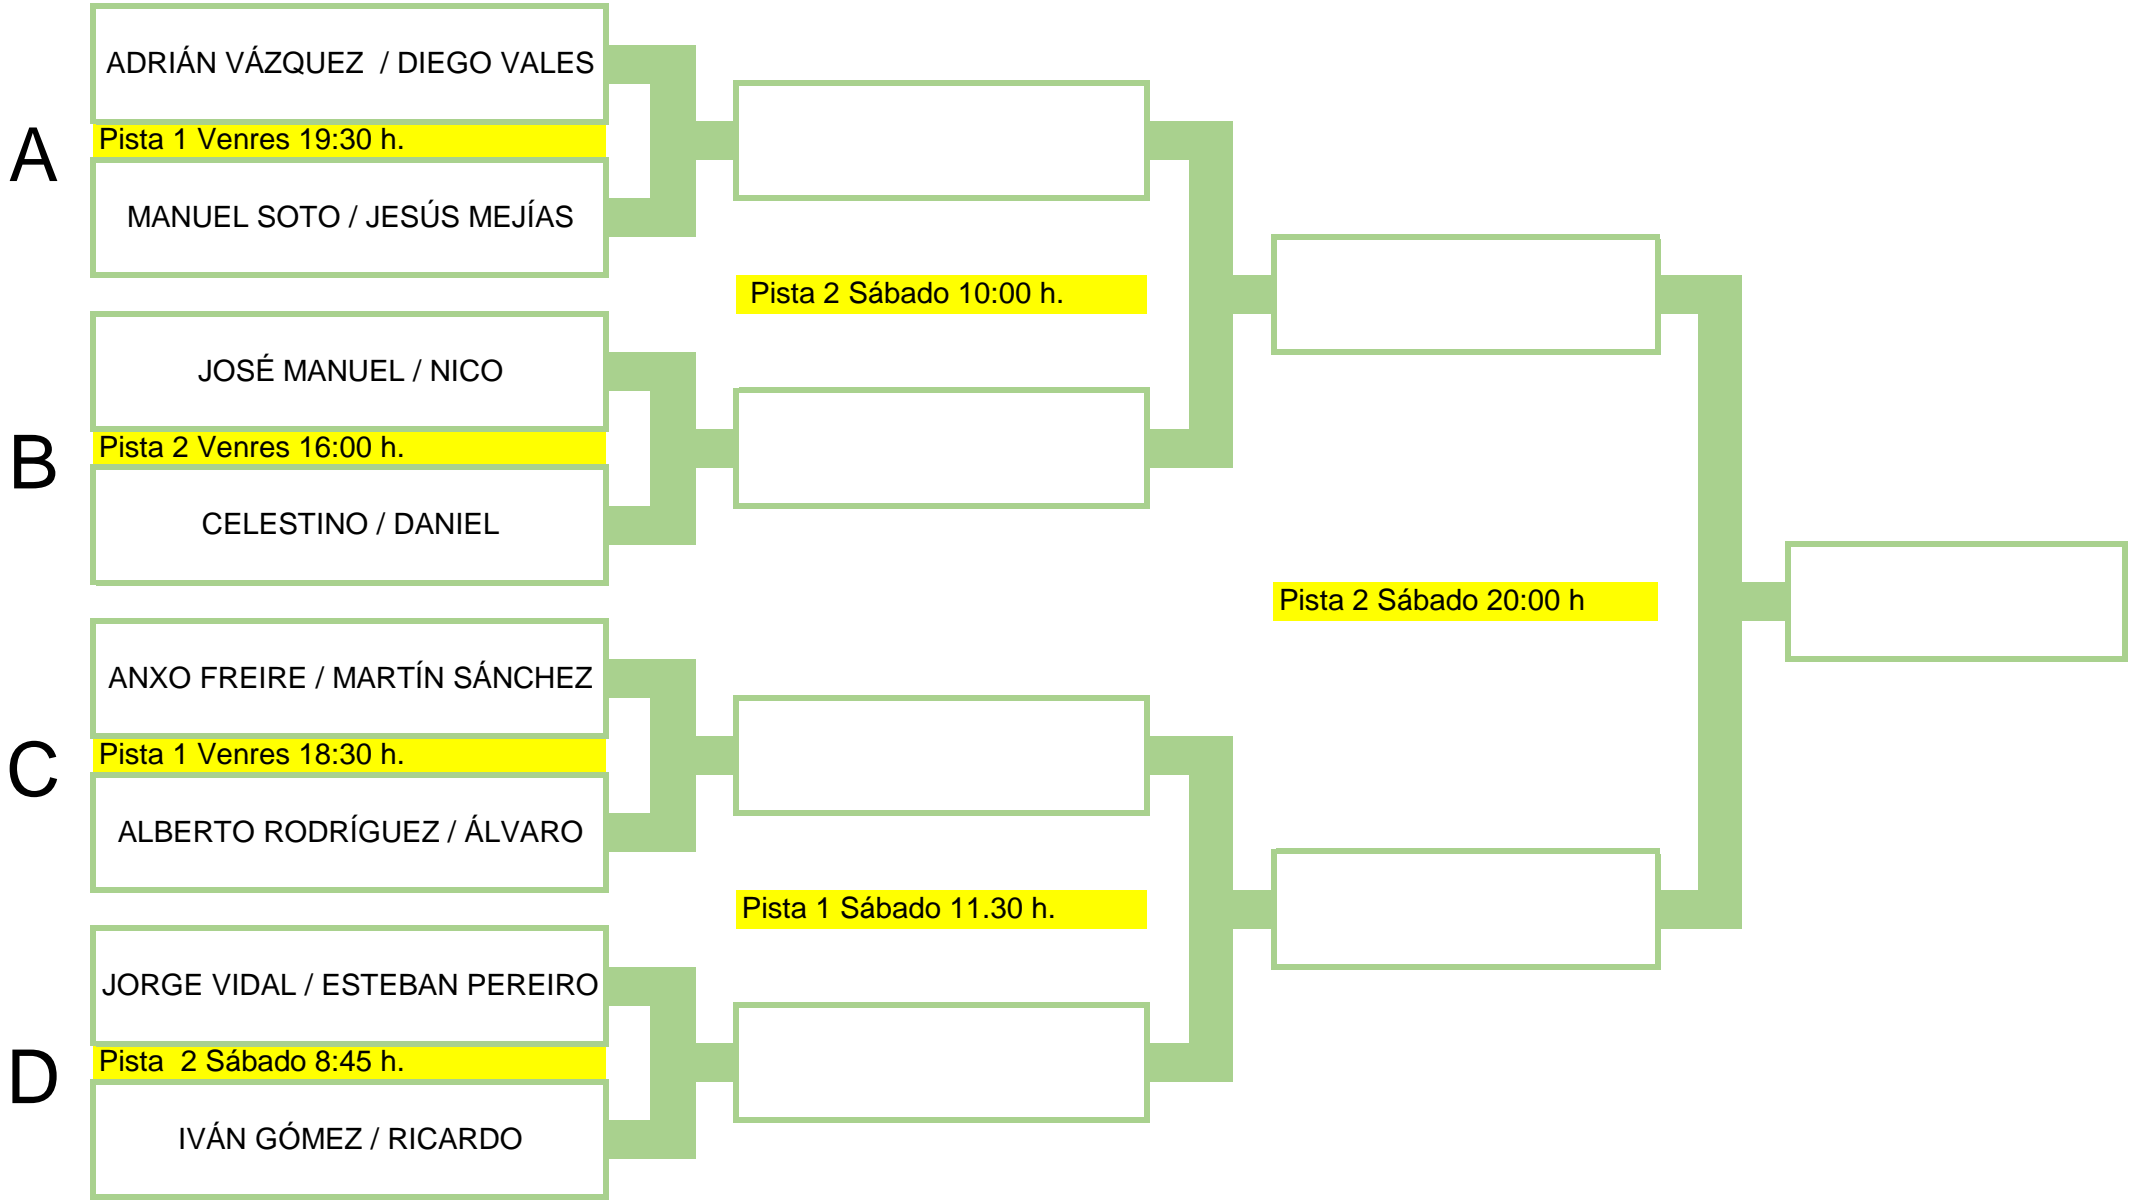 A
ADRIÁN VÁZQUEZ  / DIEGO VALES
Pista 1 Venres 19:30 h.
MANUEL SOTO / JESÚS MEJÍAS
B
JOSÉ MANUEL / NICO
Pista 2 Venres 16:00 h.
CELESTINO / DANIEL
C
ANXO FREIRE / MARTÍN SÁNCHEZ
Pista 1 Venres 18:30 h.
ALBERTO RODRÍGUEZ / ÁLVARO
D
JORGE VIDAL / ESTEBAN PEREIRO
Pista  2 Sábado 8:45 h.
IVÁN GÓMEZ / RICARDO
Pista 2 Sábado 10:00 h.
Pista 1 Sábado 11.30 h.
Pista 2 Sábado 20:00 h